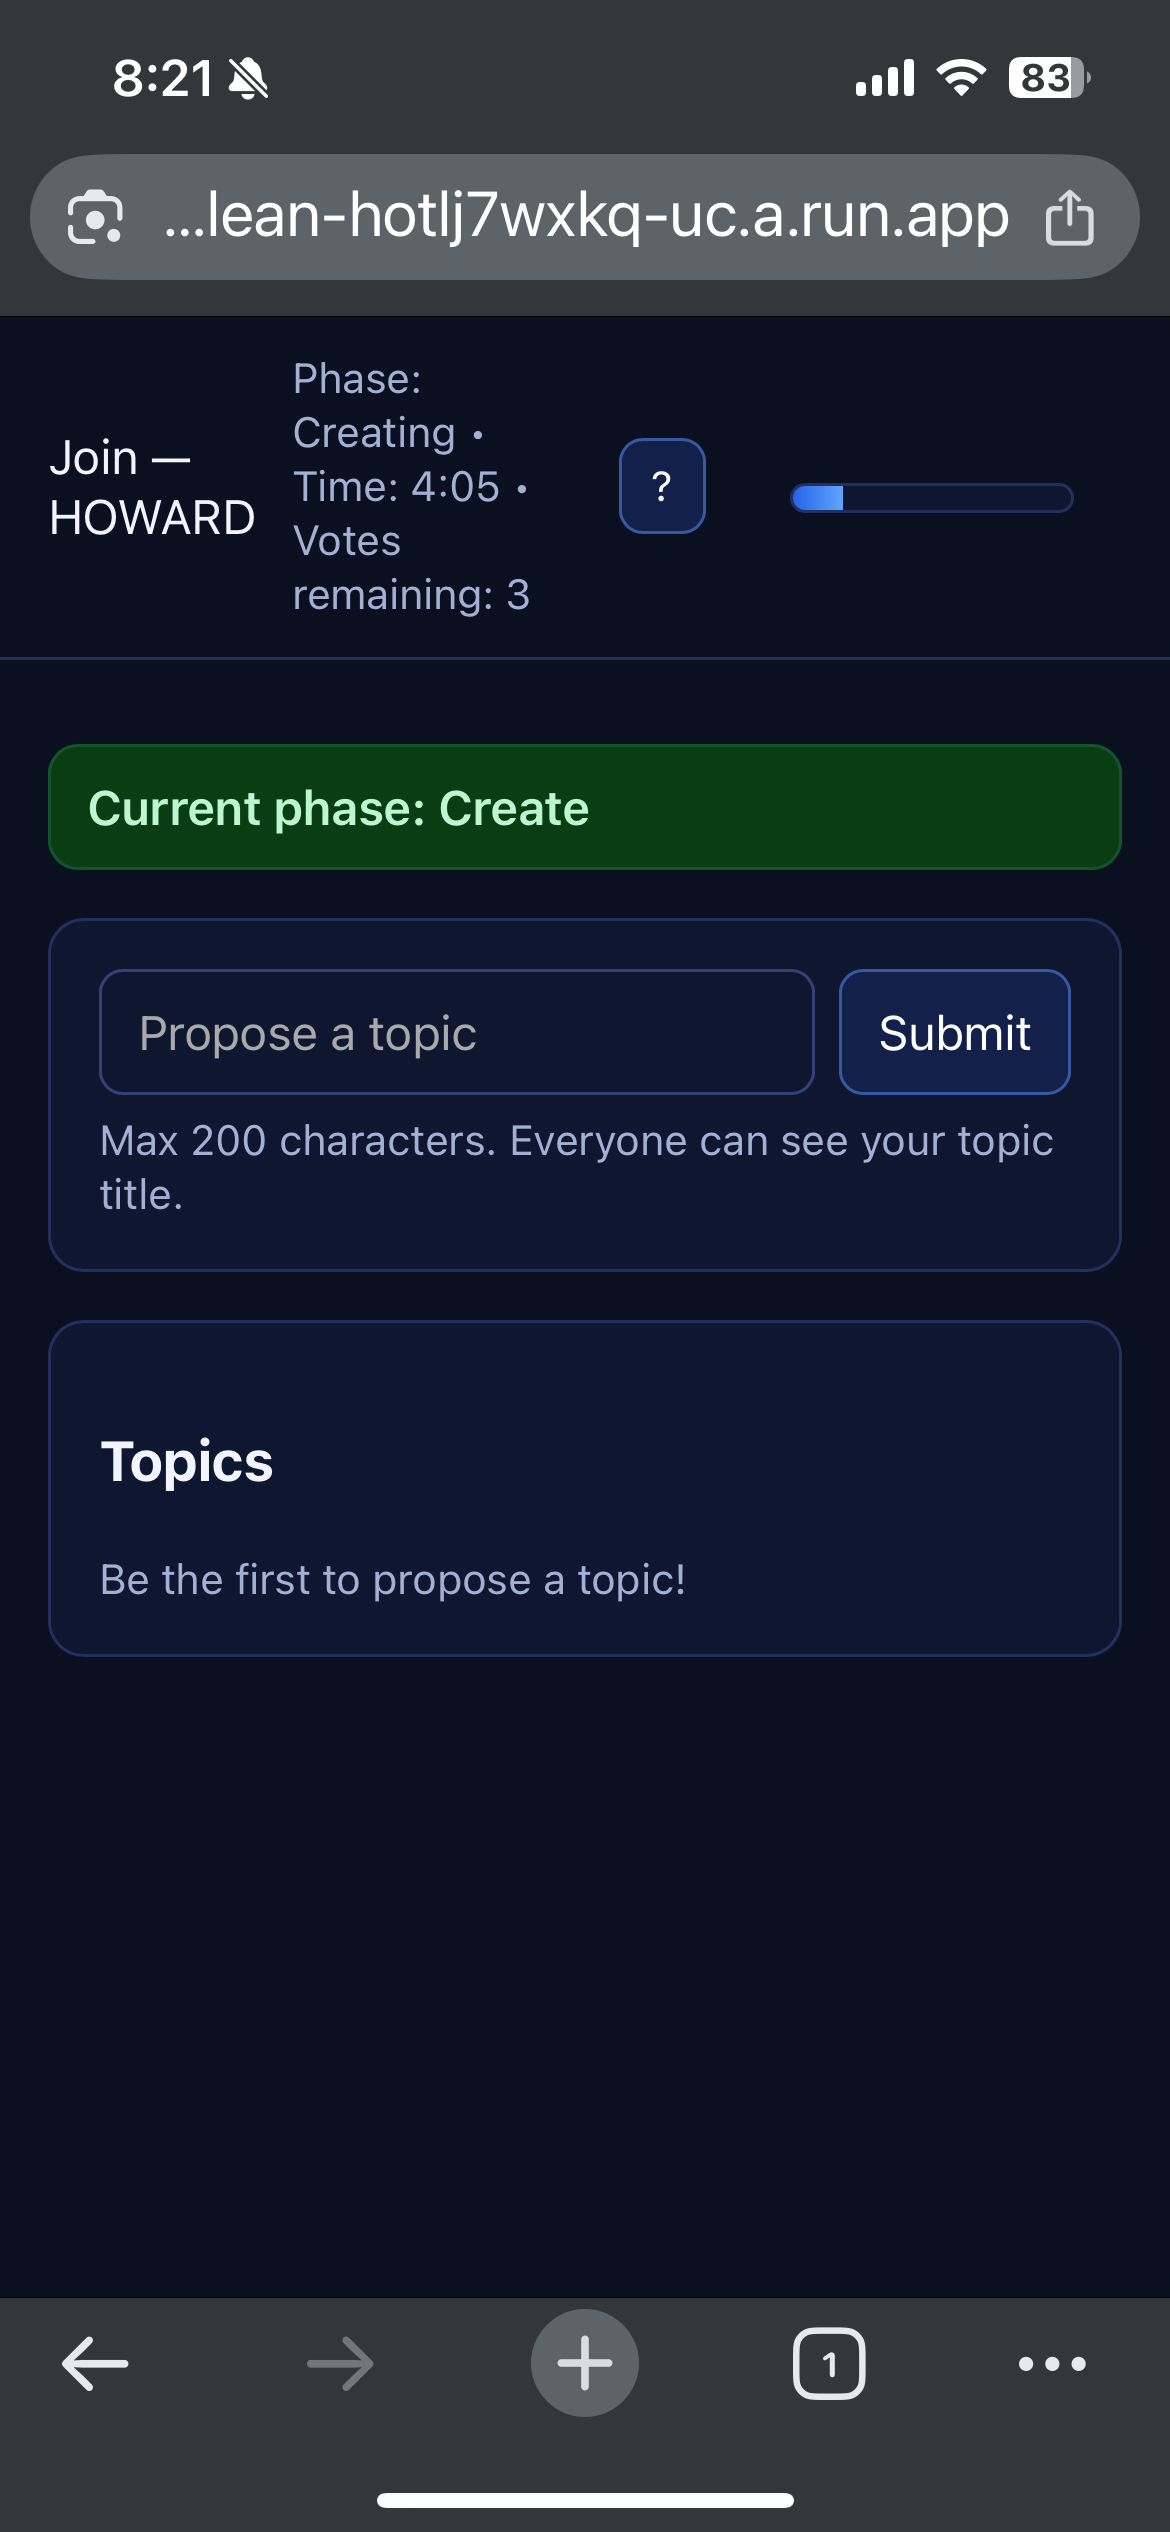 8:21
83
...lean-hotlj7wxkq-uc.a.run.app
Join —
HOWARD
Phase:
Creating •
Time: 4:05 •
Votes
remaining: 3
?
Current phase: Create
Propose a topic
Submit
Max 200 characters. Everyone can see your topic
title.
Topics
Be the first to propose a topic!
1